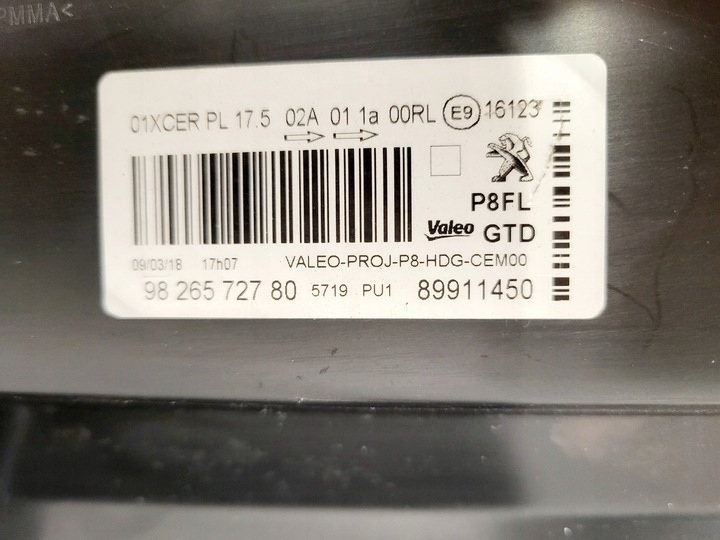 PMMA<
01XCER PL 17.5 02A 01 1a 00RL E9 16123
P8FL
Valeo GTD
09/03/18 17h07 VALEO-PROJ-P8-HDG-CEM00
98 265 727 80 5719 PU1 89911450